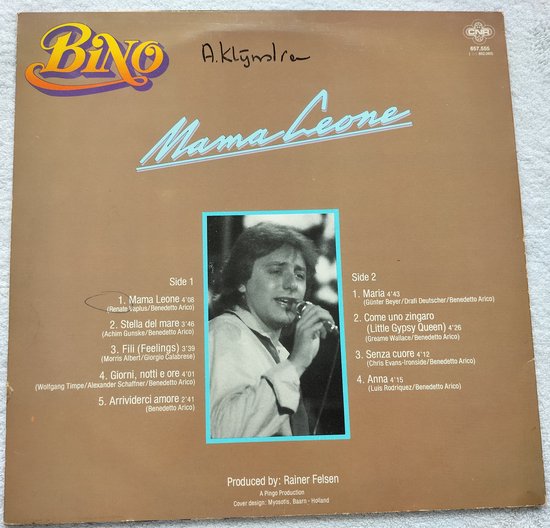 BiNO
A. Klijnstra
CNR
657.555
Mama Leone
Side 1
1. Mama Leone 4'08
(Renate Vaplus/Benedetto Arico)
2. Stella del mare 3'46
(Achim Gunske/Benedetto Arico)
3. Fili (Feelings) 3'39
(Morris Albert/Giorgio Calabrese)
4. Giorni, notti e ore 4'01
(Wolfgang Timpe/Alexander Schaffner/Benedetto Arico)
5. Arrividerci amore 2'41
(Benedetto Arico)
Side 2
1. Maria 4'43
(Günter Beyer/Drafi Deutscher/Benedetto Arico)
2. Come uno zingaro
(Little Gypsy Queen) 4'26
(Greame Wallace/Benedetto Arico)
3. Senza cuore 4'12
(Chris Evans-Ironside/Benedetto Arico)
4. Anna 4'15
(Luis Rodriquez/Benedetto Arico)
Produced by: Rainer Felsen
A Pingo Production
Cover design: Myosotis, Baarn - Holland